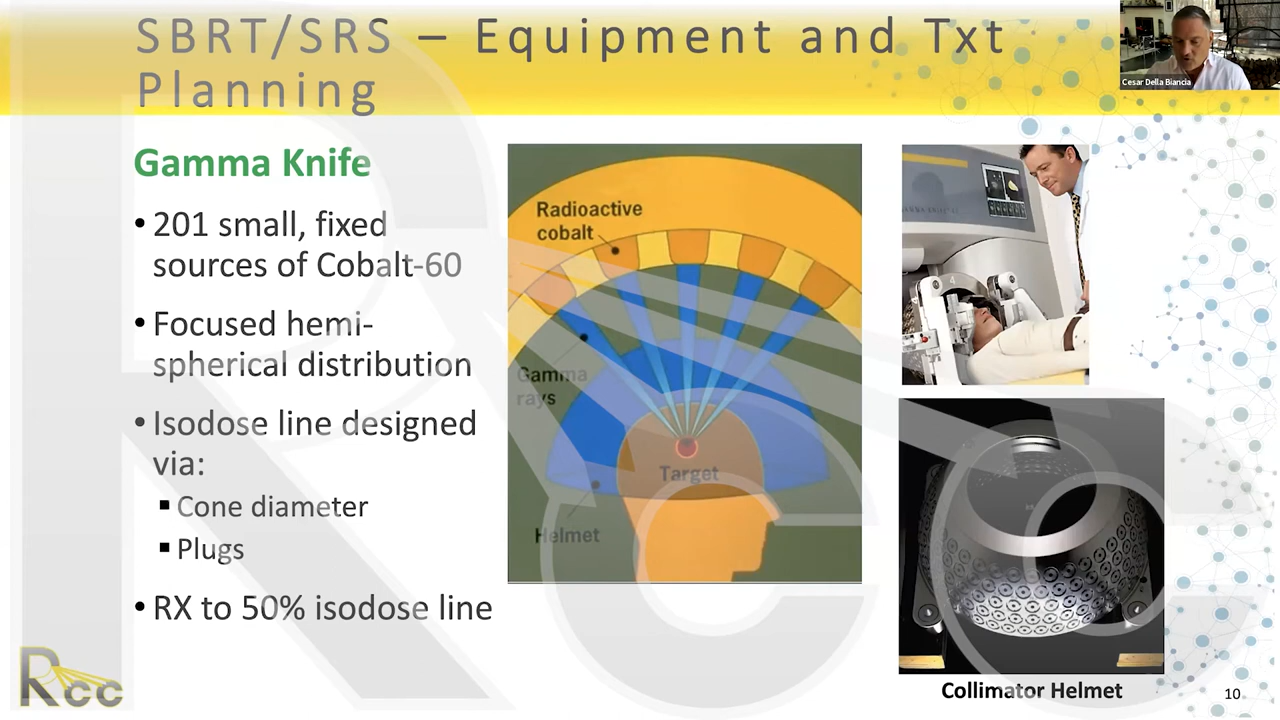 SBRT/SRS – Equipment and Txt
Planning
Cesar Della Biancia
Gamma Knife
•201 small, fixed
sources of Cobalt-60
•Focused hemi-
spherical distribution
•Isodose line designed
via:
▪Cone diameter
▪Plugs
•RX to 50% isodose line
Radioactive
cobalt
Gamma
rays
Target
Helmet
Collimator Helmet
Rcc
10